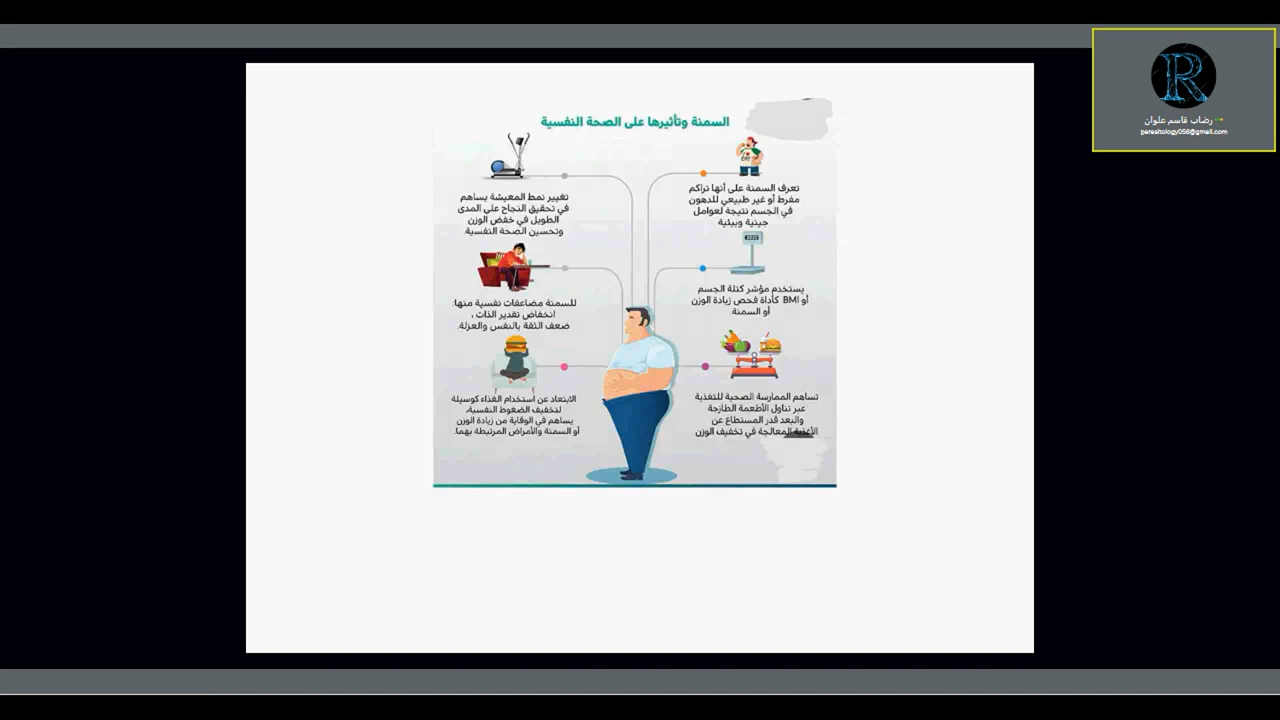 السمنة وتأثيرها على الصحة النفسية
تعرف السمنة على أنها تراكم
مفرط أو غير طبيعي للدهون
في الجسم نتيجة لعوامل
جينية وبيئية
يستخدم مؤشر كتلة الجسم
أو BMI كأداة فحص زيادة الوزن
أو السمنة.
تساهم الممارسة الصحية للتغذية
عبر تناول الأطعمة الطازجة
والبعد قدر المستطاع عن
الأغذية المعالجة في تخفيف الوزن
تغيير نمط المعيشة يساهم
في تحقيق النجاح على المدى
الطويل في خفض الوزن
وتحسين الصحة النفسية.
للسمنة مضاعفات نفسية منها:
انخفاض تقدير الذات ،
ضعف الثقة بالنفس والعزلة.
الابتعاد عن استخدام الغذاء كوسيلة
لتخفيف الضغوط النفسية،
يساهم في الوقاية من زيادة الوزن
أو السمنة والأمراض المرتبطة بهما.
R
رضاب قاسم علوان
perasitology056@gmail.com